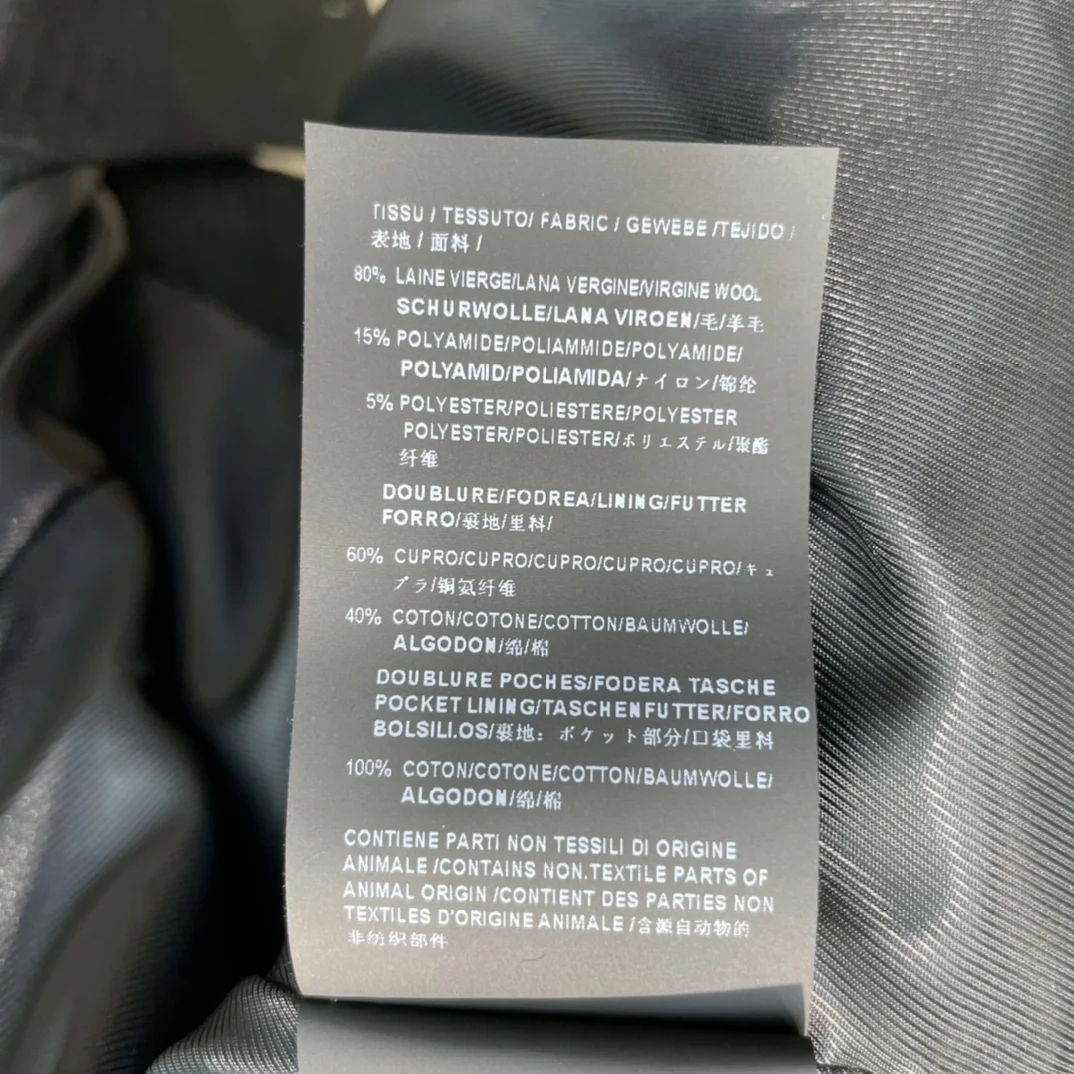 TISSU / TESSUTO/ FABRIC / GEWEBE /TEJIDO /
表地 / 面料 /
80% LAINE VIERGE/LANA VERGINE/VIRGINE WOOL
SCHURWOLLE/LANA VIROEN/毛/羊毛
15% POLYAMIDE/POLIAMMIDE/POLYAMIDE/
POLYAMID/POLIAMIDA/ナイロン/锦纶
5% POLYESTER/POLIESTERE/POLYESTER
POLYESTER/POLIESTER/ポリエステル/聚酯
纤维
DOUBLURE/FODREA/LINING/FUTTER
FORRO/裏地/里料/
60% CUPRO/CUPRO/CUPRO/CUPRO/CUPRO/キュ
プラ/铜氨纤维
40% COTON/COTONE/COTTON/BAUMWOLLE/
ALGODON/绵/棉
DOUBLURE POCHES/FODERA TASCHE
POCKET LINING/TASCHENFUTTER/FORRO
BOLSILI.OS/裏地：ポケット部分/口袋里料
100% COTON/COTONE/COTTON/BAUMWOLLE/
ALGODON/绵/棉
CONTIENE PARTI NON TESSILI DI ORIGINE
ANIMALE /CONTAINS NON.TEXTILE PARTS OF
ANIMAL ORIGIN /CONTIENT DES PARTIES NON
TEXTILES D'ORIGINE ANIMALE /含源自动物的
非纺织部件